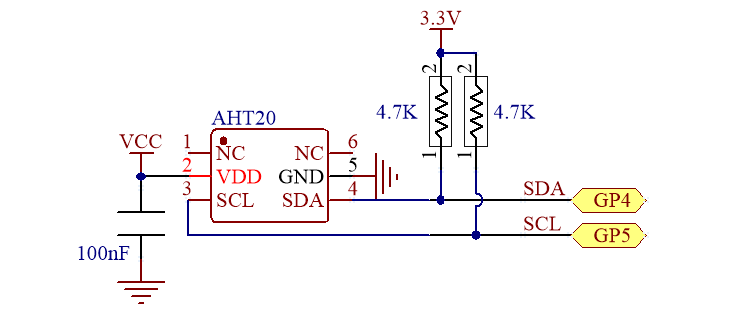 3.3V
2 2
4.7K 4.7K
1 1
AHT20
VCC
1 NC NC 6
2 VDD GND 5
3 SCL SDA 4
SDA GP4
SCL GP5
100nF